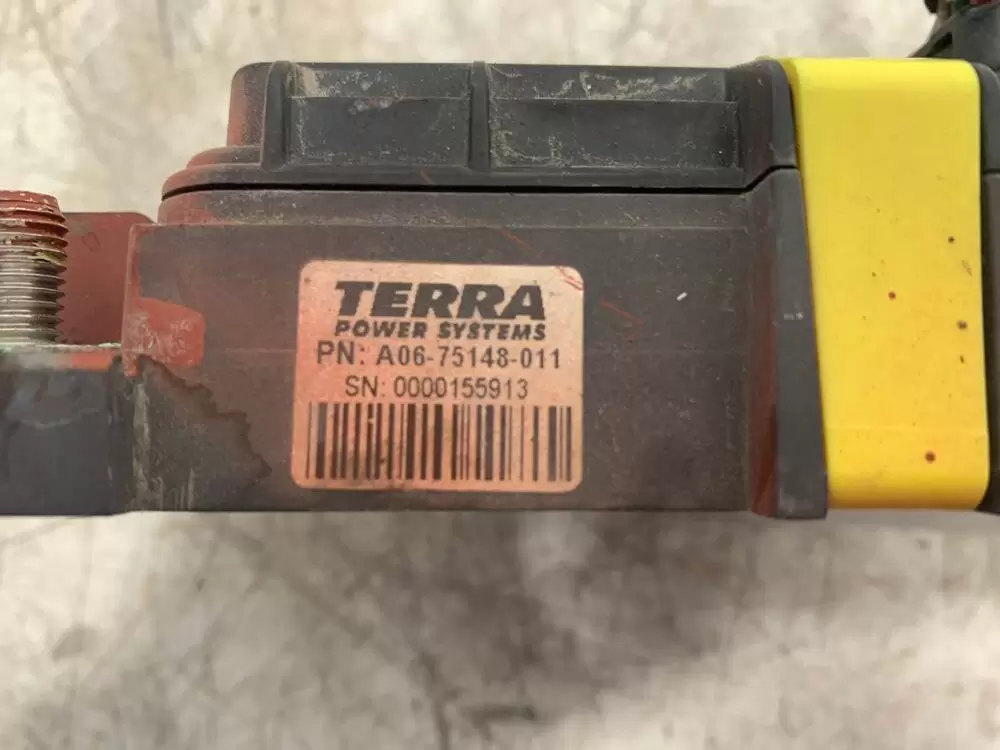 TERRA
POWER SYSTEMS
PN: A06-75148-011
SN: 0000155913